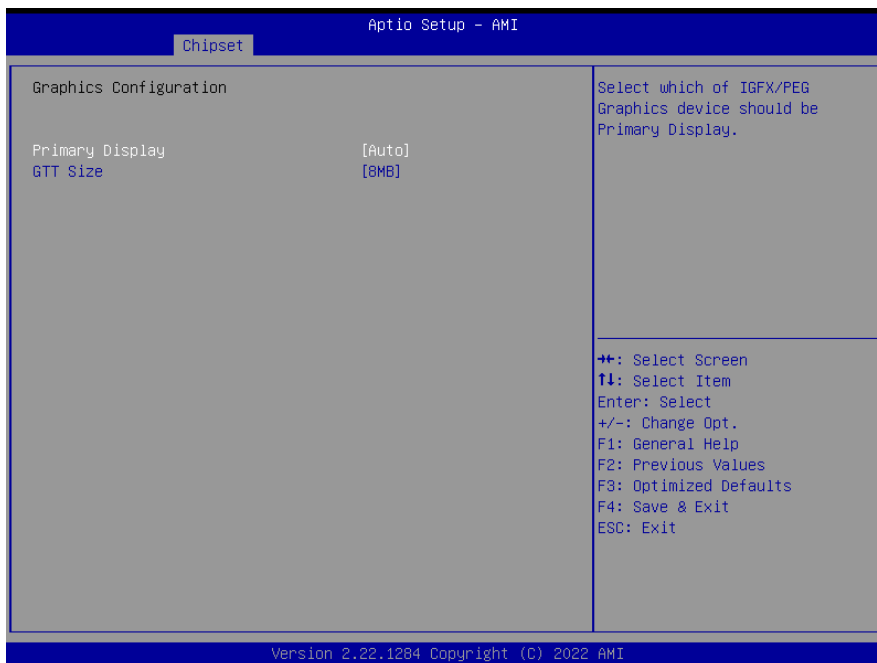 Aptio Setup – AMI
Chipset
Graphics Configuration
Primary Display [Auto]
GTT Size [8MB]
Select which of IGFX/PEG
Graphics device should be
Primary Display.
→←: Select Screen
↑↓: Select Item
Enter: Select
+/-: Change Opt.
F1: General Help
F2: Previous Values
F3: Optimized Defaults
F4: Save & Exit
ESC: Exit
Version 2.22.1284 Copyright (C) 2022 AMI